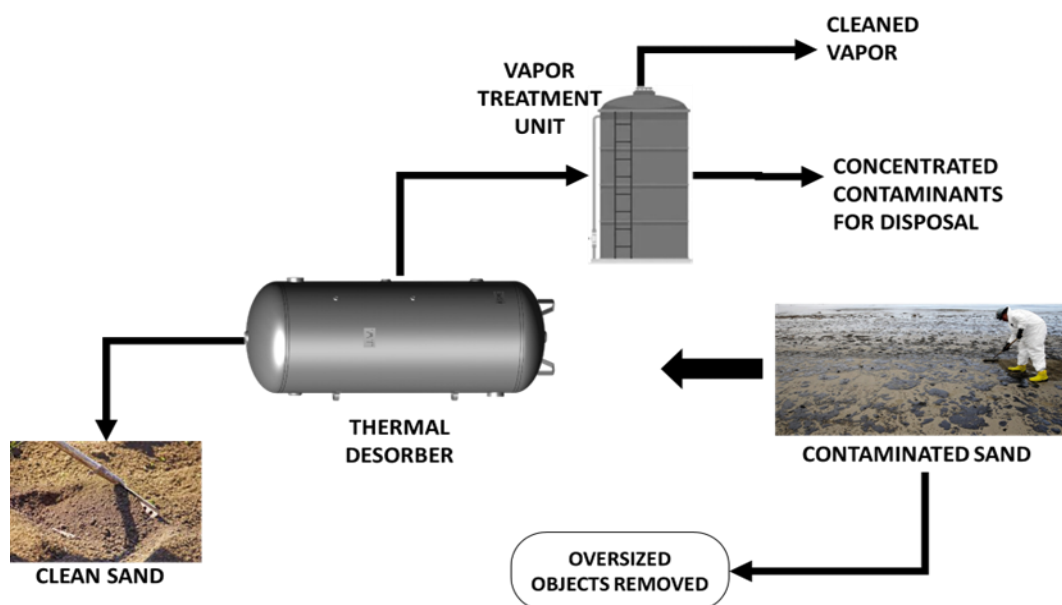 CLEANED
VAPOR
VAPOR
TREATMENT
UNIT
CONCENTRATED
CONTAMINANTS
FOR DISPOSAL
THERMAL
DESORBER
CONTAMINATED SAND
CLEAN SAND
OVERSIZED
OBJECTS REMOVED